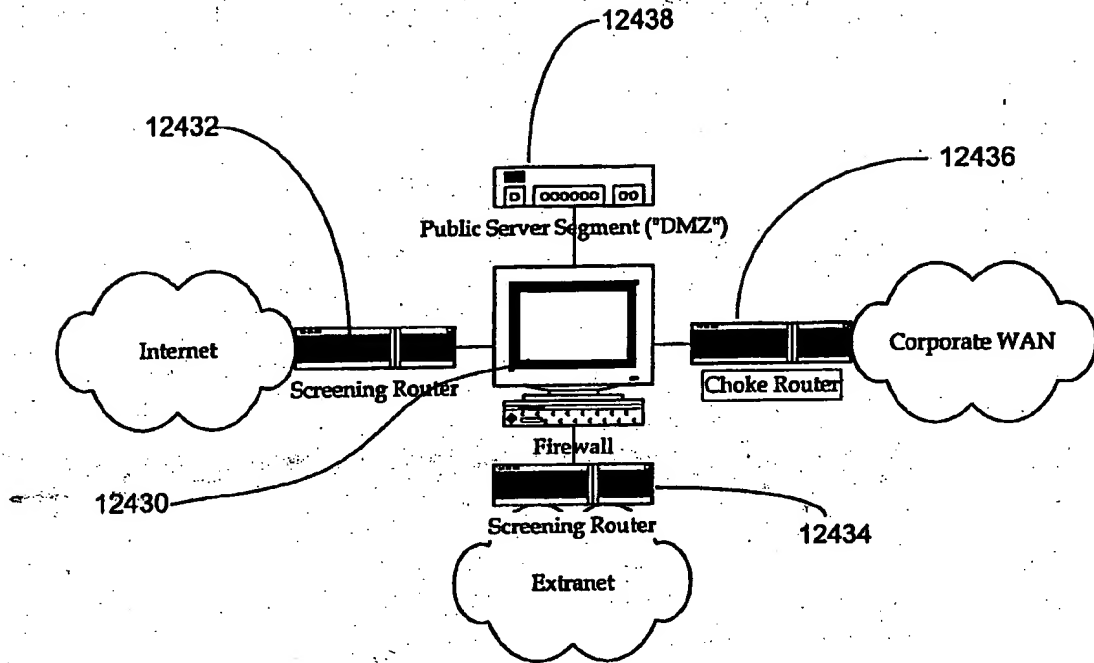 12438
12432
12436
Public Server Segment ("DMZ")
Internet
Screening Router
Choke Router
Corporate WAN
Firewall
12430
Screening Router
12434
Extranet